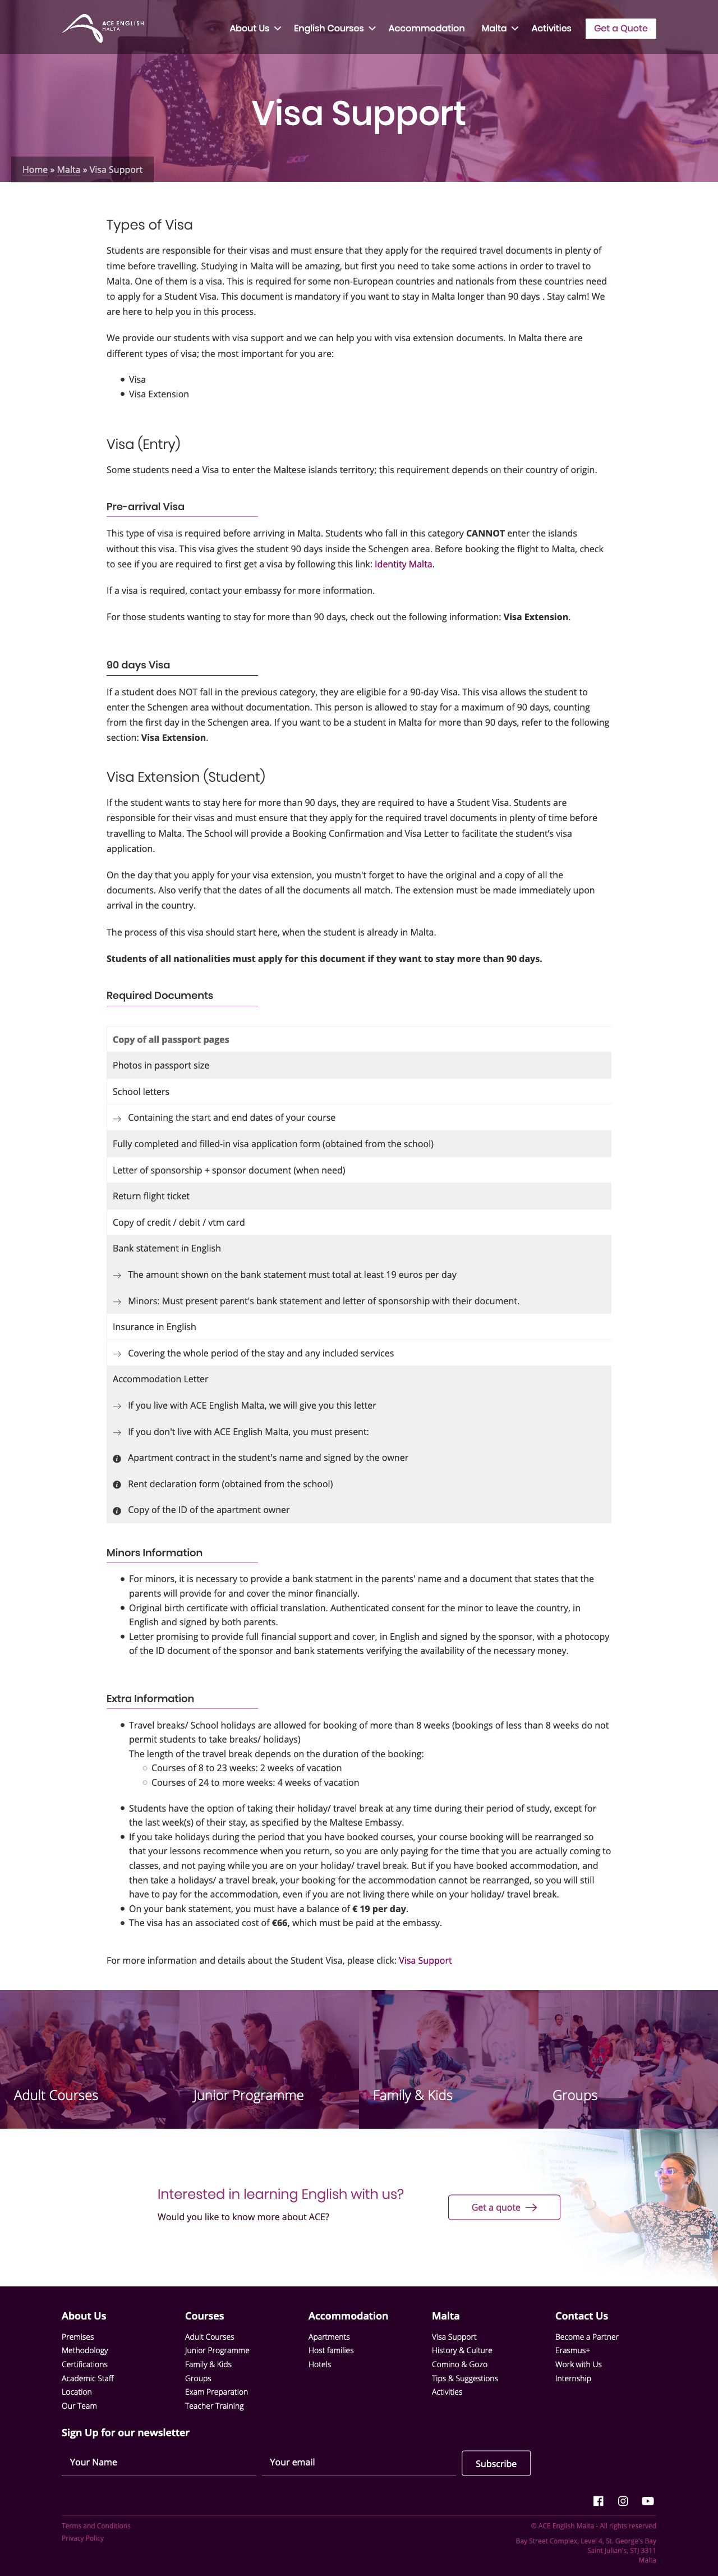 ACE ENGLISH
MALTA
About Us
English Courses
Accommodation
Malta
Activities
Get a Quote
Visa Support
Home » Malta » Visa Support
Types of Visa
Students are responsible for their visas and must ensure that they apply for the required travel documents in plenty of
time before travelling. Studying in Malta will be amazing, but first you need to take some actions in order to travel to
Malta. One of them is a visa. This is required for some non-European countries and nationals from these countries need
to apply for a Student Visa. This document is mandatory if you want to stay in Malta longer than 90 days . Stay calm! We
are here to help you in this process.
We provide our students with visa support and we can help you with visa extension documents. In Malta there are
different types of visa; the most important for you are:
Visa
Visa Extension
Visa (Entry)
Some students need a Visa to enter the Maltese islands territory; this requirement depends on their country of origin.
Pre-arrival Visa
This type of visa is required before arriving in Malta. Students who fall in this category CANNOT enter the islands
without this visa. This visa gives the student 90 days inside the Schengen area. Before booking the flight to Malta, check
to see if you are required to first get a visa by following this link: Identity Malta.
If a visa is required, contact your embassy for more information.
For those students wanting to stay for more than 90 days, check out the following information: Visa Extension.
90 days Visa
If a student does NOT fall in the previous category, they are eligible for a 90-day Visa. This visa allows the student to
enter the Schengen area without documentation. This person is allowed to stay for a maximum of 90 days, counting
from the first day in the Schengen area. If you want to be a student in Malta for more than 90 days, refer to the following
section: Visa Extension.
Visa Extension (Student)
If the student wants to stay here for more than 90 days, they are required to have a Student Visa. Students are
responsible for their visas and must ensure that they apply for the required travel documents in plenty of time before
travelling to Malta. The School will provide a Booking Confirmation and Visa Letter to facilitate the student's visa
application.
On the day that you apply for your visa extension, you mustn't forget to have the original and a copy of all the
documents. Also verify that the dates of all the documents all match. The extension must be made immediately upon
arrival in the country.
The process of this visa should start here, when the student is already in Malta.
Students of all nationalities must apply for this document if they want to stay more than 90 days.
Required Documents
Copy of all passport pages
Photos in passport size
School letters
Containing the start and end dates of your course
Fully completed and filled-in visa application form (obtained from the school)
Letter of sponsorship + sponsor document (when need)
Return flight ticket
Copy of credit / debit / vtm card
Bank statement in English
The amount shown on the bank statement must total at least 19 euros per day
Minors: Must present parent's bank statement and letter of sponsorship with their document.
Insurance in English
Covering the whole period of the stay and any included services
Accommodation Letter
If you live with ACE English Malta, we will give you this letter
If you don't live with ACE English Malta, you must present:
Apartment contract in the student's name and signed by the owner
Rent declaration form (obtained from the school)
Copy of the ID of the apartment owner
Minors Information
For minors, it is necessary to provide a bank statment in the parents' name and a document that states that the
parents will provide for and cover the minor financially.
Original birth certificate with official translation. Authenticated consent for the minor to leave the country, in
English and signed by both parents.
Letter promising to provide full financial support and cover, in English and signed by the sponsor, with a photocopy
of the ID document of the sponsor and bank statements verifying the availability of the necessary money.
Extra Information
Travel breaks/ School holidays are allowed for booking of more than 8 weeks (bookings of less than 8 weeks do not
permit students to take breaks/ holidays)
The length of the travel break depends on the duration of the booking:
Courses of 8 to 23 weeks: 2 weeks of vacation
Courses of 24 to more weeks: 4 weeks of vacation
Students have the option of taking their holiday/ travel break at any time during their period of study, except for
the last week(s) of their stay, as specified by the Maltese Embassy.
If you take holidays during the period that you have booked courses, your course booking will be rearranged so
that your lessons recommence when you return, so you are only paying for the time that you are actually coming to
classes, and not paying while you are on your holiday/ travel break. But if you have booked accommodation, and
then take a holidays/ a travel break, your booking for the accommodation cannot be rearranged, so you will still
have to pay for the accommodation, even if you are not living there while on your holiday/ travel break.
On your bank statement, you must have a balance of € 19 per day.
The visa has an associated cost of €66, which must be paid at the embassy.
For more information and details about the Student Visa, please click: Visa Support
Adult Courses
Junior Programme
Family & Kids
Groups
Interested in learning English with us?
Would you like to know more about ACE?
Get a quote
About Us
Premises
Methodology
Certifications
Academic Staff
Location
Our Team
Courses
Adult Courses
Junior Programme
Family & Kids
Groups
Exam Preparation
Teacher Training
Accommodation
Apartments
Host families
Hotels
Malta
Visa Support
History & Culture
Comino & Gozo
Tips & Suggestions
Activities
Contact Us
Become a Partner
Erasmus+
Work with Us
Internship
Sign Up for our newsletter
Your Name
Your email
Subscribe
Terms and Conditions
Privacy Policy
© ACE English Malta - All rights reserved
Bay Street Complex, Level 4, St. George's Bay
Saint Julian's, STJ 3311
Malta